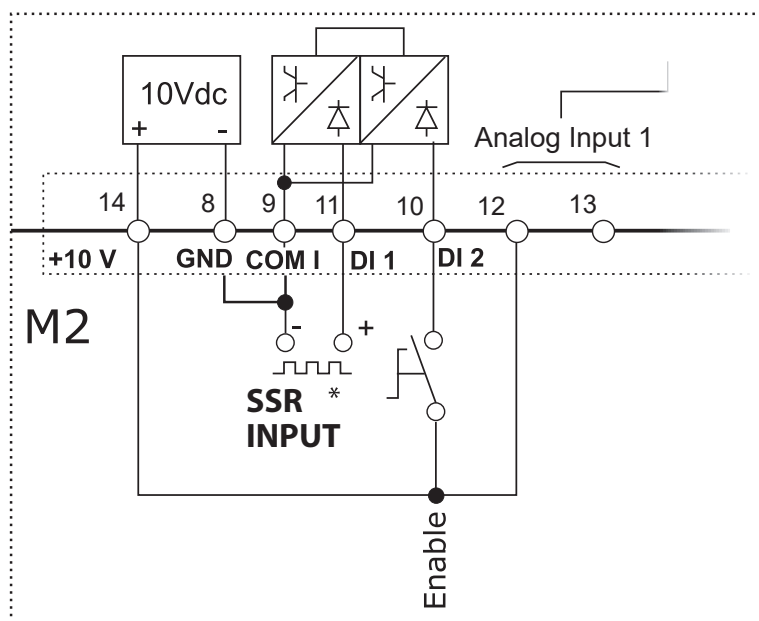 10Vdc
+ -
Analog Input 1
14 8 9 11 10 12 13
+10 V GND COM I DI 1 DI 2
M2
- +
SSR *
INPUT
Enable